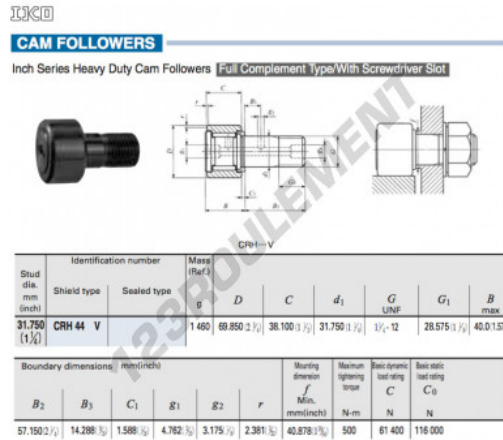 IKO
CAM FOLLOWERS
Inch Series Heavy Duty Cam Followers Full Complement Type/With Screwdriver Slot
CRH…V
123ROULEMENT
Stud dia. mm (inch)
Identification number
Shield type
Sealed type
Mass (Ref.) g
D
C
d1
G UNF
G1
B max
31.750 (1¼)
CRH 44 V
1 460
69.850(2¾)
38.100(1½)
31.750(1¼)
1¼-12
28.575(1⅛)
40.0(1.57
Boundary dimensions mm(inch)
Mounting dimension f Min. mm(inch)
Maximum tightening torque N-m
Basic dynamic load rating C N
Basic static load rating C0 N
B2
B3
C1
g1
g2
r
57.150(2¼)
14.288
1.588
4.762
3.175
2.381
40.878
500
61 400
116 000